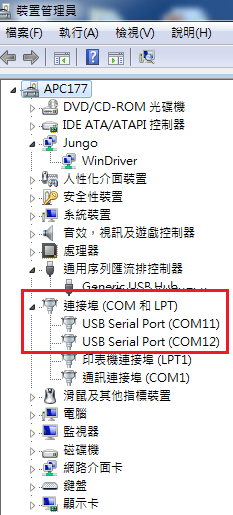 裝置管理員
檔案(F) 執行(A) 檢視(V) 說明(H)
APC177
DVD/CD-ROM 光碟機
IDE ATA/ATAPI 控制器
Jungo
WinDriver
人性化介面裝置
安全性裝置
系統裝置
音效，視訊及遊戲控制器
處理器
通用序列匯流排控制器
Generic USB Hub
連接埠 (COM 和 LPT)
USB Serial Port (COM11)
USB Serial Port (COM12)
印表機連接埠 (LPT1)
通訊連接埠 (COM1)
滑鼠及其他指標裝置
電腦
監視器
磁碟機
網路介面卡
鍵盤
顯示卡